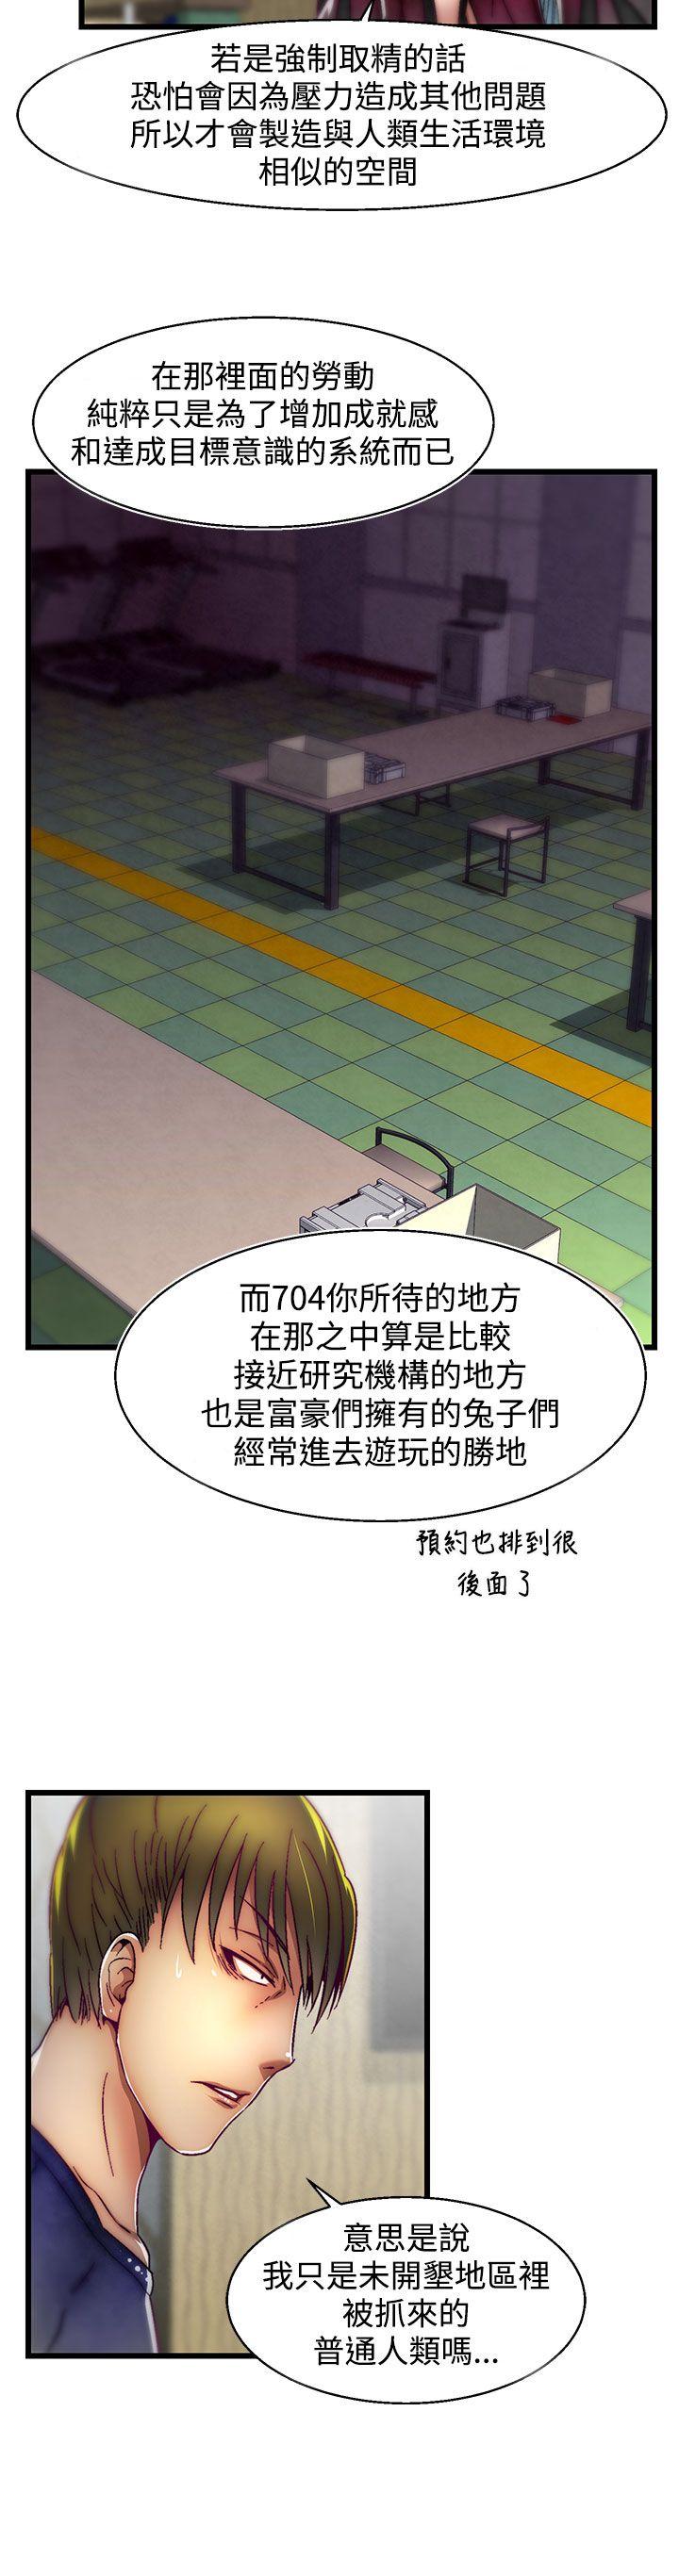 若是強制取精的話
恐怕會因為壓力造成其他問題
所以才會製造與人類生活環境
相似的空間
在那裡面的勞動
純粹只是為了增加成就感
和達成目標意識的系統而已
而704你所待的地方
在那之中算是比較
接近研究機構的地方
也是富豪們擁有的兔子們
經常進去遊玩的勝地
預約也排到很
後面了
意思是說
我只是未開墾地區裡
被抓來的
普通人類嗎...